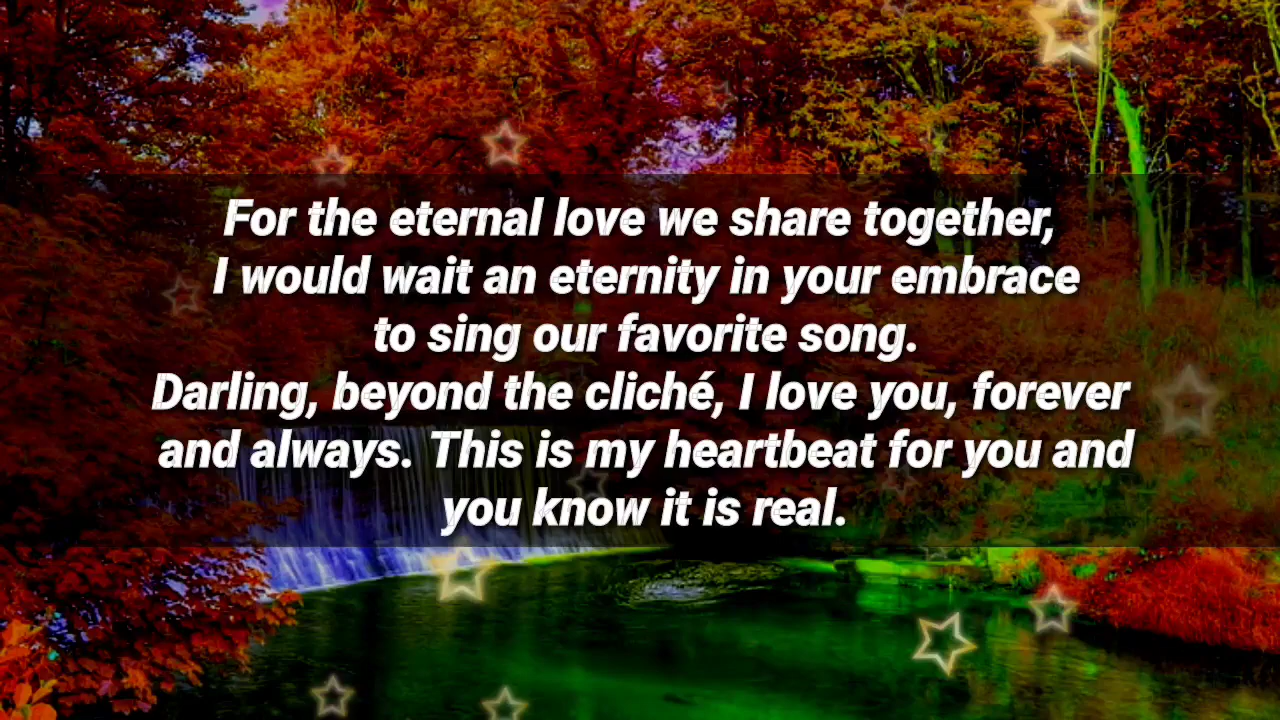 For the eternal love we share together,
I would wait an eternity in your embrace
to sing our favorite song.
Darling, beyond the cliché, I love you, forever
and always. This is my heartbeat for you and
you know it is real.